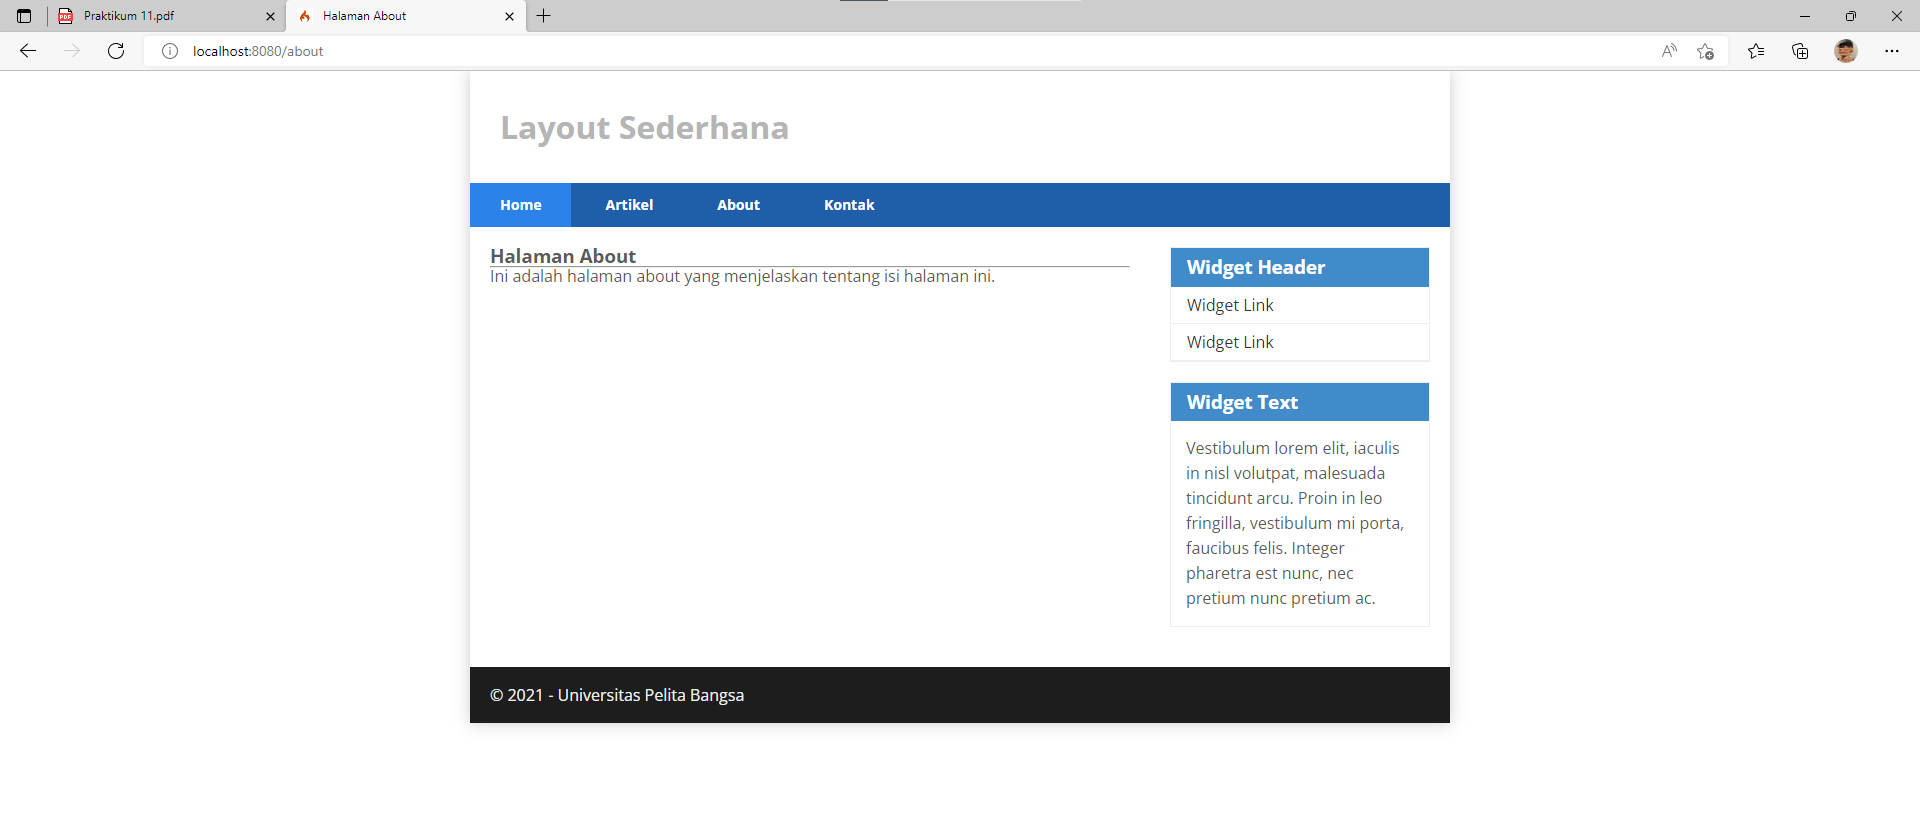 Praktikum 11.pdf
Halaman About
localhost:8080/about
Layout Sederhana
Home Artikel About Kontak
Halaman About
Ini adalah halaman about yang menjelaskan tentang isi halaman ini.
Widget Header
Widget Link
Widget Link
Widget Text
Vestibulum lorem elit, iaculis
in nisl volutpat, malesuada
tincidunt arcu. Proin in leo
fringilla, vestibulum mi porta,
faucibus felis. Integer
pharetra est nunc, nec
pretium nunc pretium ac.
© 2021 - Universitas Pelita Bangsa